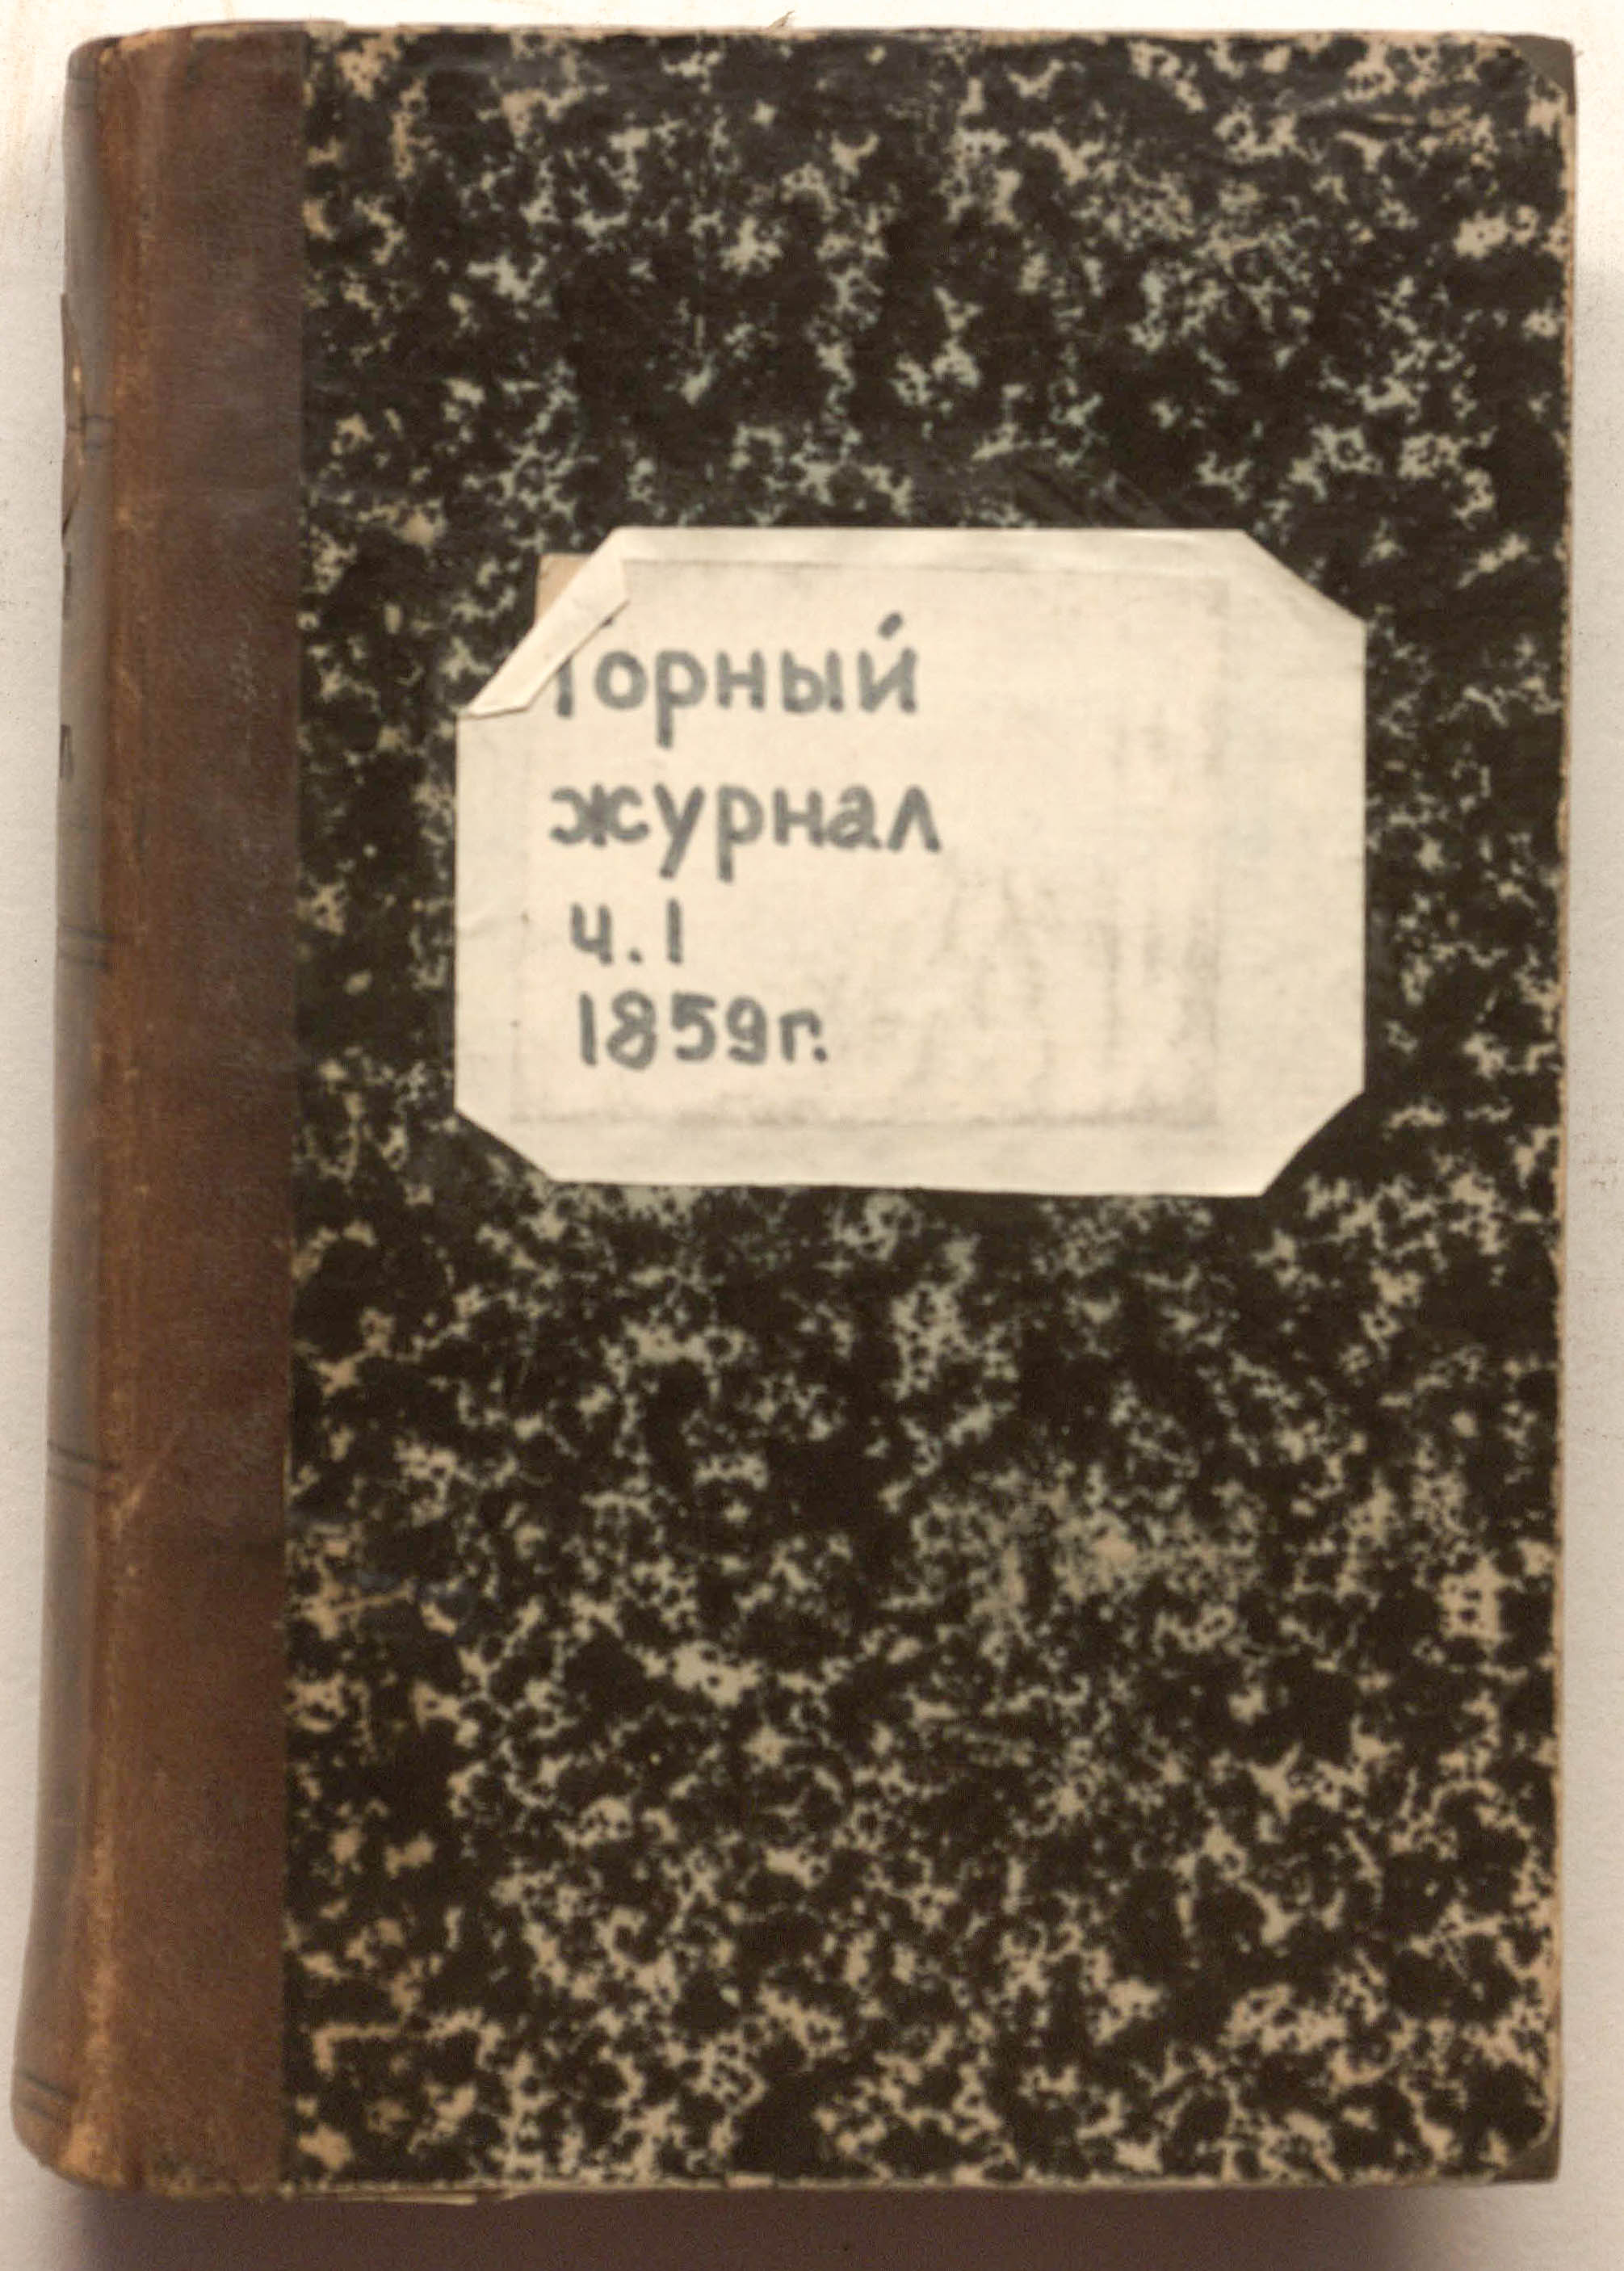 Горный
журнал
ч. 1
1859г.